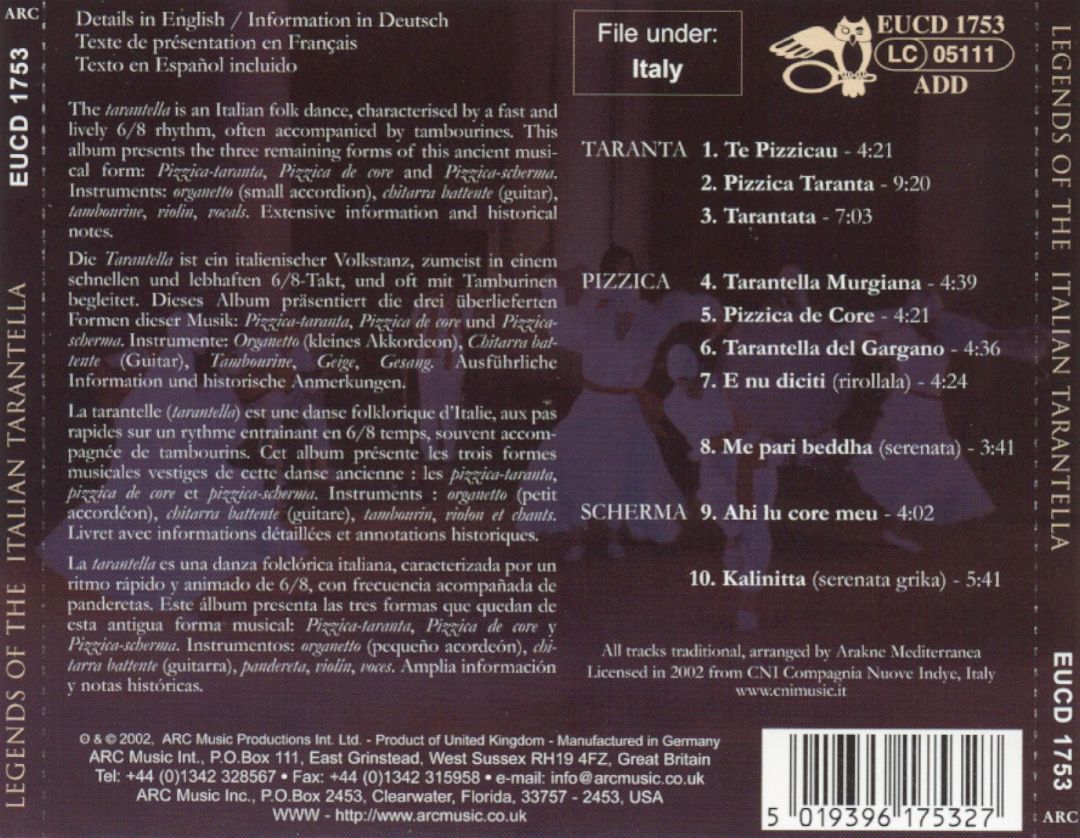 ARC
EUCD 1753
LEGENDS OF THE ITALIAN TARANTELLA
Details in English / Information in Deutsch
Texte de présentation en Français
Texto en Español incluido
The tarantella is an Italian folk dance, characterised by a fast and
lively 6/8 rhythm, often accompanied by tambourines. This
album presents the three remaining forms of this ancient musi-
cal form: Pizzica-taranta, Pizzica de core and Pizzica-scherma.
Instruments: organetto (small accordion), chitarra battente (guitar),
tambourine, violin, vocals. Extensive information and historical
notes.
Die Tarantella ist ein italienischer Volkstanz, zumeist in einem
schnellen und lebhaften 6/8-Takt, und oft mit Tamburinen
begleitet. Dieses Album präsentiert die drei überlieferten
Formen dieser Musik: Pizzica-taranta, Pizzica de core und Pizzica-
scherma. Instrumente: Organetto (kleines Akkordeon), Chitarra bat-
tente (Guitar), Tambourine, Geige, Gesang. Ausführliche
Information und historische Anmerkungen.
La tarantelle (tarantella) est une danse folklorique d'Italie, aux pas
rapides sur un rythme entraînant en 6/8 temps, souvent accom-
pagnée de tambourins. Cet album présente les trois formes
musicales vestiges de cette danse ancienne : les pizzica-taranta,
pizzica de core et pizzica-scherma. Instruments : organetto (petit
accordéon), chitarra battente (guitare), tambourin, violon et chants.
Livret avec informations détaillées et annotations historiques.
La tarantella es una danza folclórica italiana, caracterizada por un
ritmo rápido y animado de 6/8, con frecuencia acompañada de
panderetas. Este álbum presenta las tres formas que quedan de
esta antigua forma musical: Pizzica-taranta, Pizzica de core y
Pizzica-scherma. Instrumentos: organetto (pequeño acordeón), chi-
tarra battente (guitarra), pandereta, violin, voces. Amplia información
y notas históricas.
File under:
Italy
EUCD 1753
LC 05111
ADD
TARANTA 1. Te Pizzicau - 4:21
2. Pizzica Taranta - 9:20
3. Tarantata - 7:03
PIZZICA 4. Tarantella Murgiana - 4:39
5. Pizzica de Core - 4:21
6. Tarantella del Gargano - 4:36
7. E nu diciti (rirollala) - 4:24
8. Me pari beddha (serenata) - 3:41
SCHERMA 9. Ahi lu core meu - 4:02
10. Kalinitta (serenata grika) - 5:41
All tracks traditional, arranged by Arakne Mediterranea
Licensed in 2002 from CNI Compagnia Nuove Indye, Italy
www.cnimusic.it
℗ & © 2002, ARC Music Productions Int. Ltd. - Product of United Kingdom - Manufactured in Germany
ARC Music Int., P.O.Box 111, East Grinstead, West Sussex RH19 4FZ, Great Britain
Tel: +44 (0)1342 328567 • Fax: +44 (0)1342 315958 • e-mail: info@arcmusic.co.uk
ARC Music Inc., P.O.Box 2453, Clearwater, Florida, 33757 - 2453, USA
WWW - http://www.arcmusic.co.uk
5 019396 175327
LEGENDS OF THE ITALIAN TARANTELLA
EUCD 1753
ARC